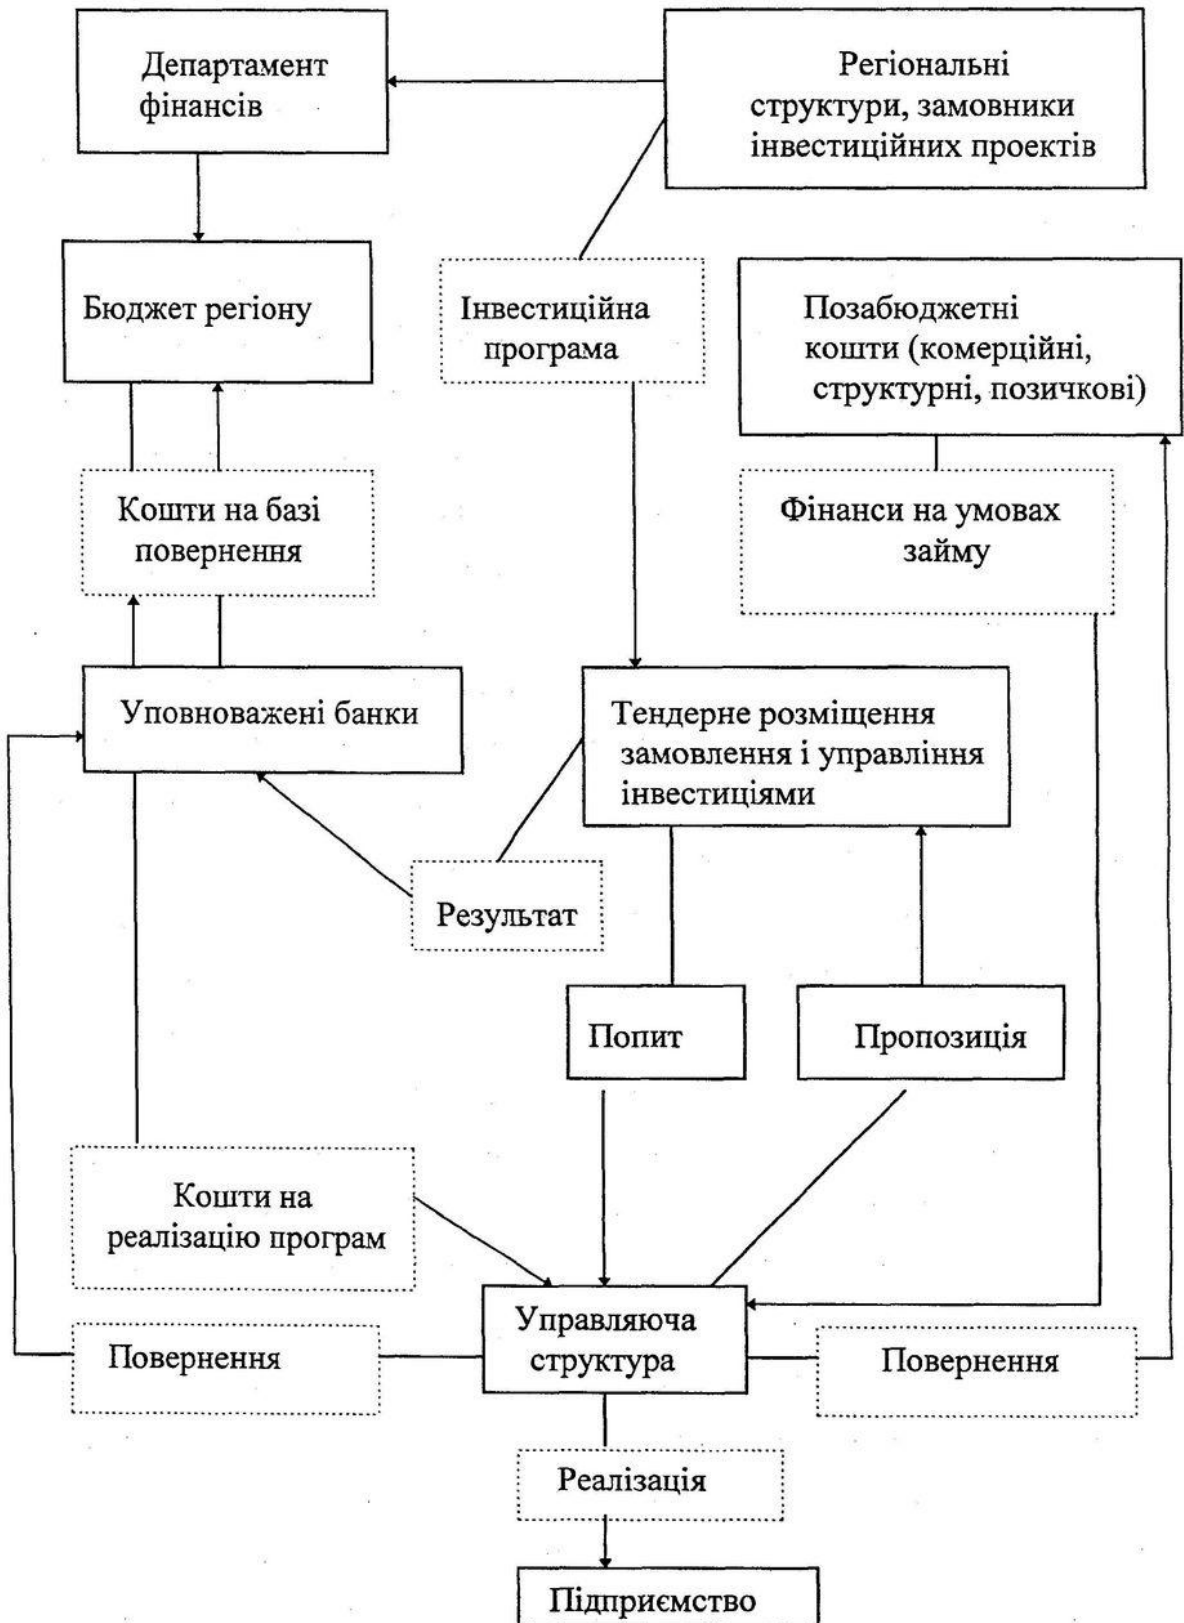 Департамент
фінансів
Регіональні
структури, замовники
інвестиційних проектів
Бюджет регіону
Інвестиційна
програма
Позабюджетні
кошти (комерційні,
структурні, позичкові)
Кошти на базі
повернення
Фінанси на умовах
займу
Уповноважені банки
Тендерне розміщення
замовлення і управління
інвестиціями
Результат
Попит
Пропозиція
Кошти на
реалізацію програм
Управляюча
структура
Повернення
Повернення
Реалізація
Підприємство